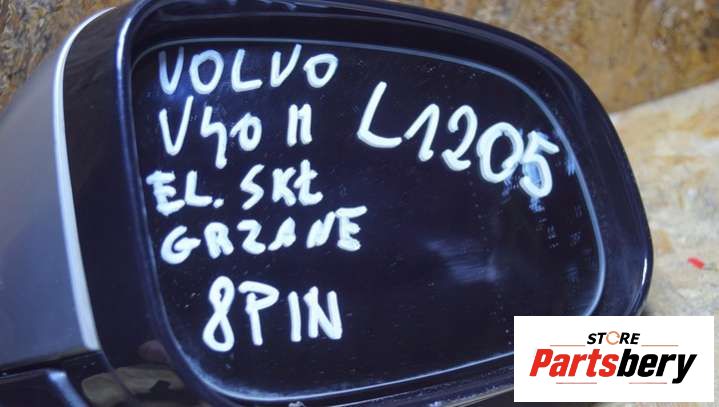 VOLVO
V40 II
L1205
EL. SKŁ
GRZANE
8PIN
STORE
Partsbery